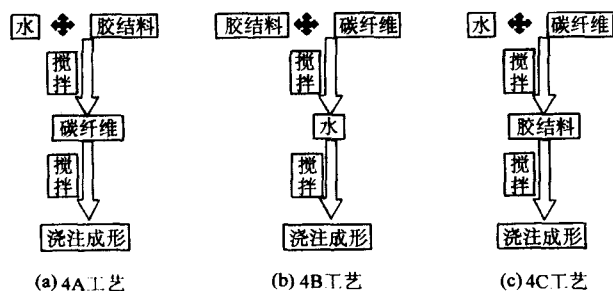 水 胶结料 胶结料 碳纤维 水 碳纤维
搅拌 搅拌 搅拌
碳纤维 水 胶结料
搅拌 搅拌 搅拌
浇注成形 浇注成形 浇注成形
(a) 4A工艺 (b) 4B工艺 (c) 4C工艺